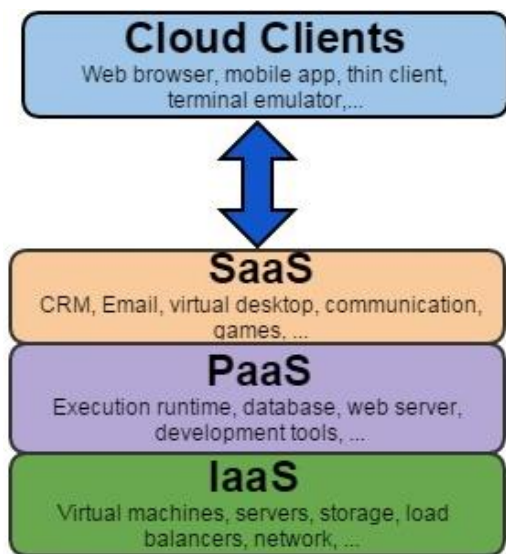 Cloud Clients
Web browser, mobile app, thin client,
terminal emulator,...
SaaS
CRM, Email, virtual desktop, communication,
games, ...
PaaS
Execution runtime, database, web server,
development tools, ...
IaaS
Virtual machines, servers, storage, load
balancers, network, ...